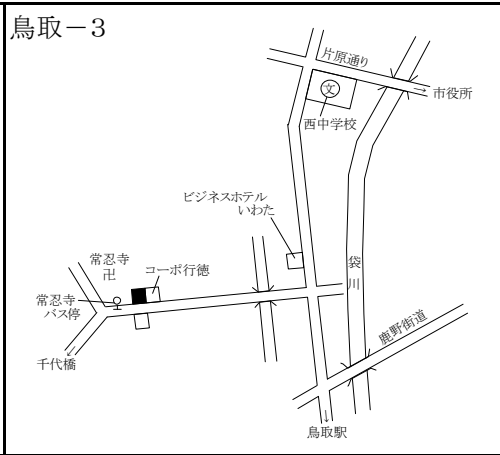 鳥取－3
片原通り
市役所
文
西中学校
ビジネスホテル
いわた
袋川
常忍寺
卍
コーポ行徳
常忍寺
バス停
千代橋
鹿野街道
鳥取駅